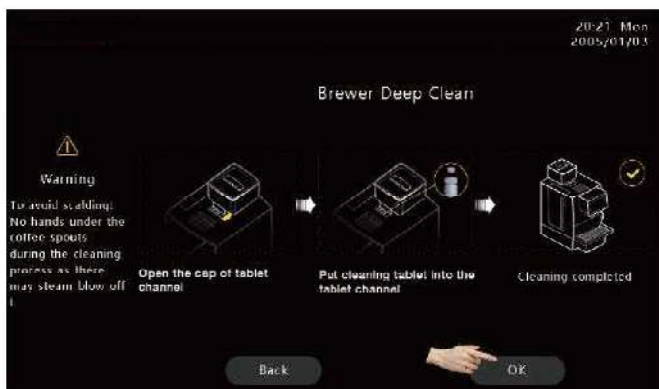 20:21 Mon
2005/01/03
Brewer Deep Clean
Warning
To avoid scalding!
No hands under the
coffee spouts
during the cleaning
process as there
may steam blow off
!
Open the cap of tablet
channel
Put cleaning tablet into the
tablet channel
Cleaning completed
Back
OK